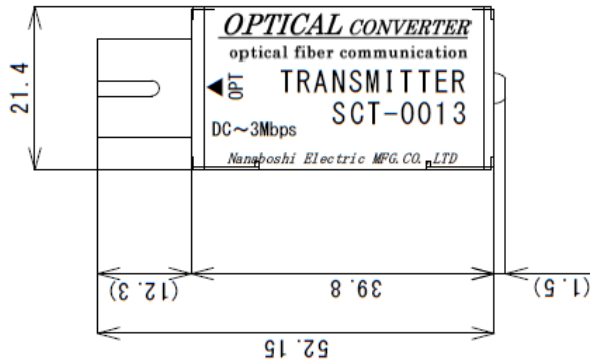 OPTICAL CONVERTER
optical fiber communication
TRANSMITTER
OPT
SCT-0013
DC～3Mbps
Nanaboshi Electric MFG.CO.,LTD
21.4
(12.3)
39.8
(1.5)
52.15